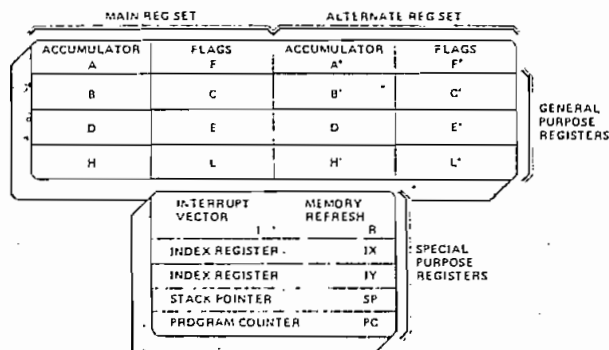 MAIN REG SET ALTERNATE REG SET
ACCUMULATOR FLAGS ACCUMULATOR FLAGS
A F A' F'
B C B' C'
D E D E'
H L H' L'
GENERAL
PURPOSE
REGISTERS
INTERRUPT MEMORY
VECTOR REFRESH
I R
INDEX REGISTER IX
INDEX REGISTER IY
STACK POINTER SP
PROGRAM COUNTER PC
SPECIAL
PURPOSE
REGISTERS